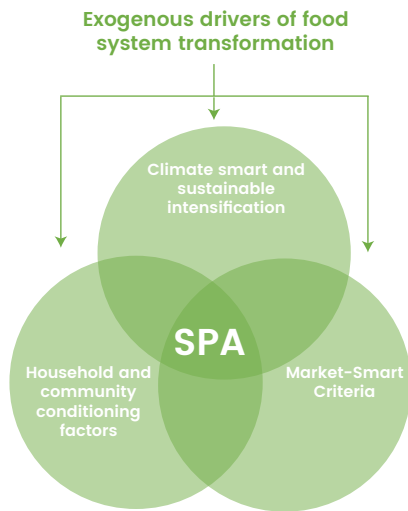 Exogenous drivers of food
system transformation
Climate smart and
sustainable
intensification
SPA
Household and
community
conditioning
factors
Market-Smart
Criteria